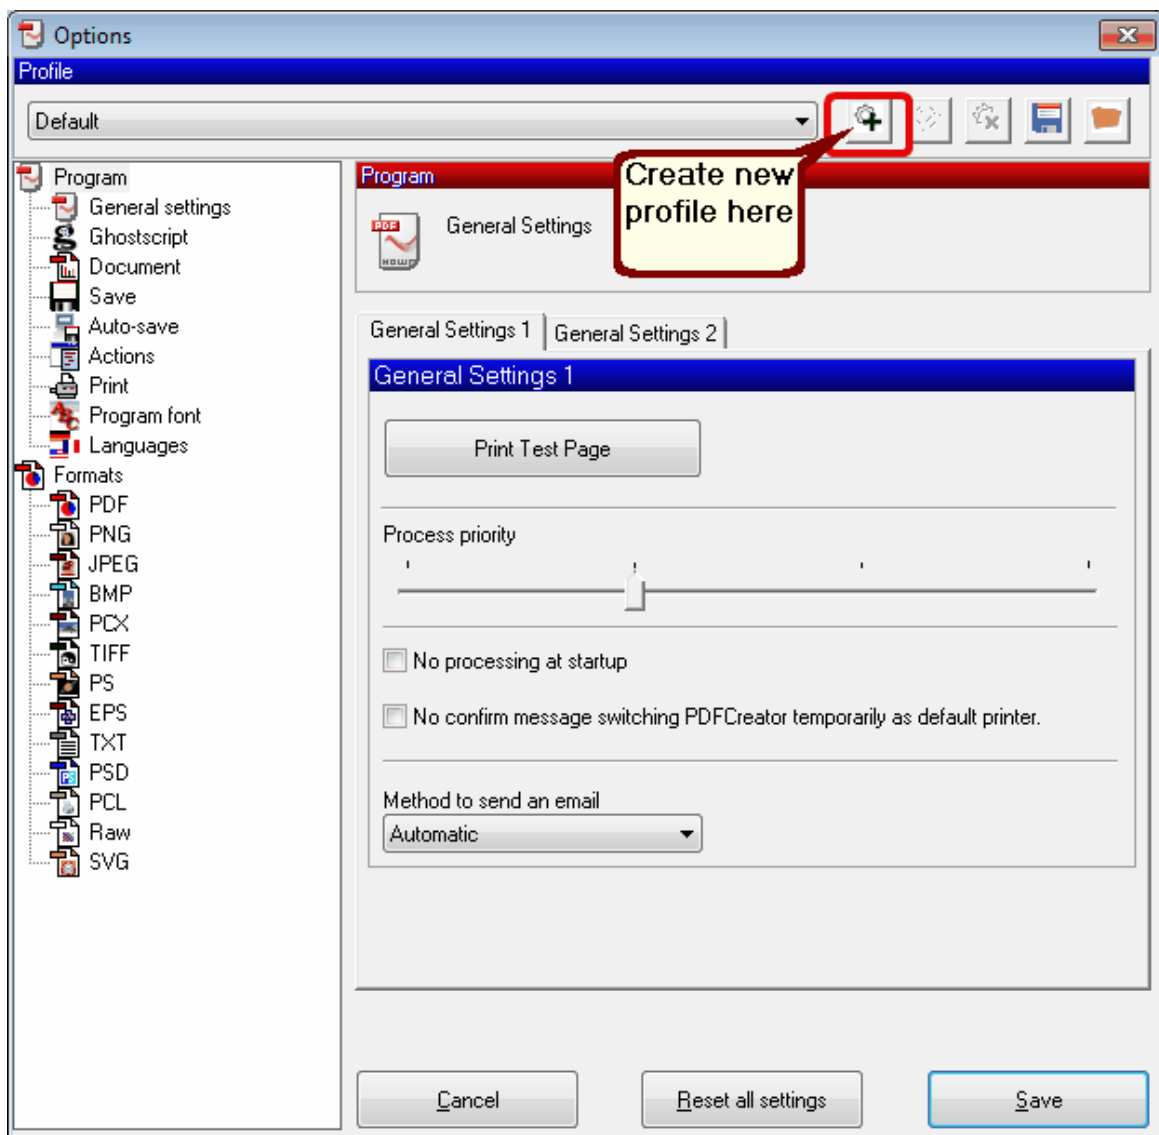 Options
Profile
Default
Create new
profile here
Program
General settings
Ghostscript
Document
Save
Auto-save
Actions
Print
Program font
Languages
Formats
PDF
PNG
JPEG
BMP
PCX
TIFF
PS
EPS
TXT
PSD
PCL
Raw
SVG
Program
PDF
General Settings
General Settings 1
General Settings 2
General Settings 1
Print Test Page
Process priority
No processing at startup
No confirm message switching PDFCreator temporarily as default printer.
Method to send an email
Automatic
Cancel
Reset all settings
Save